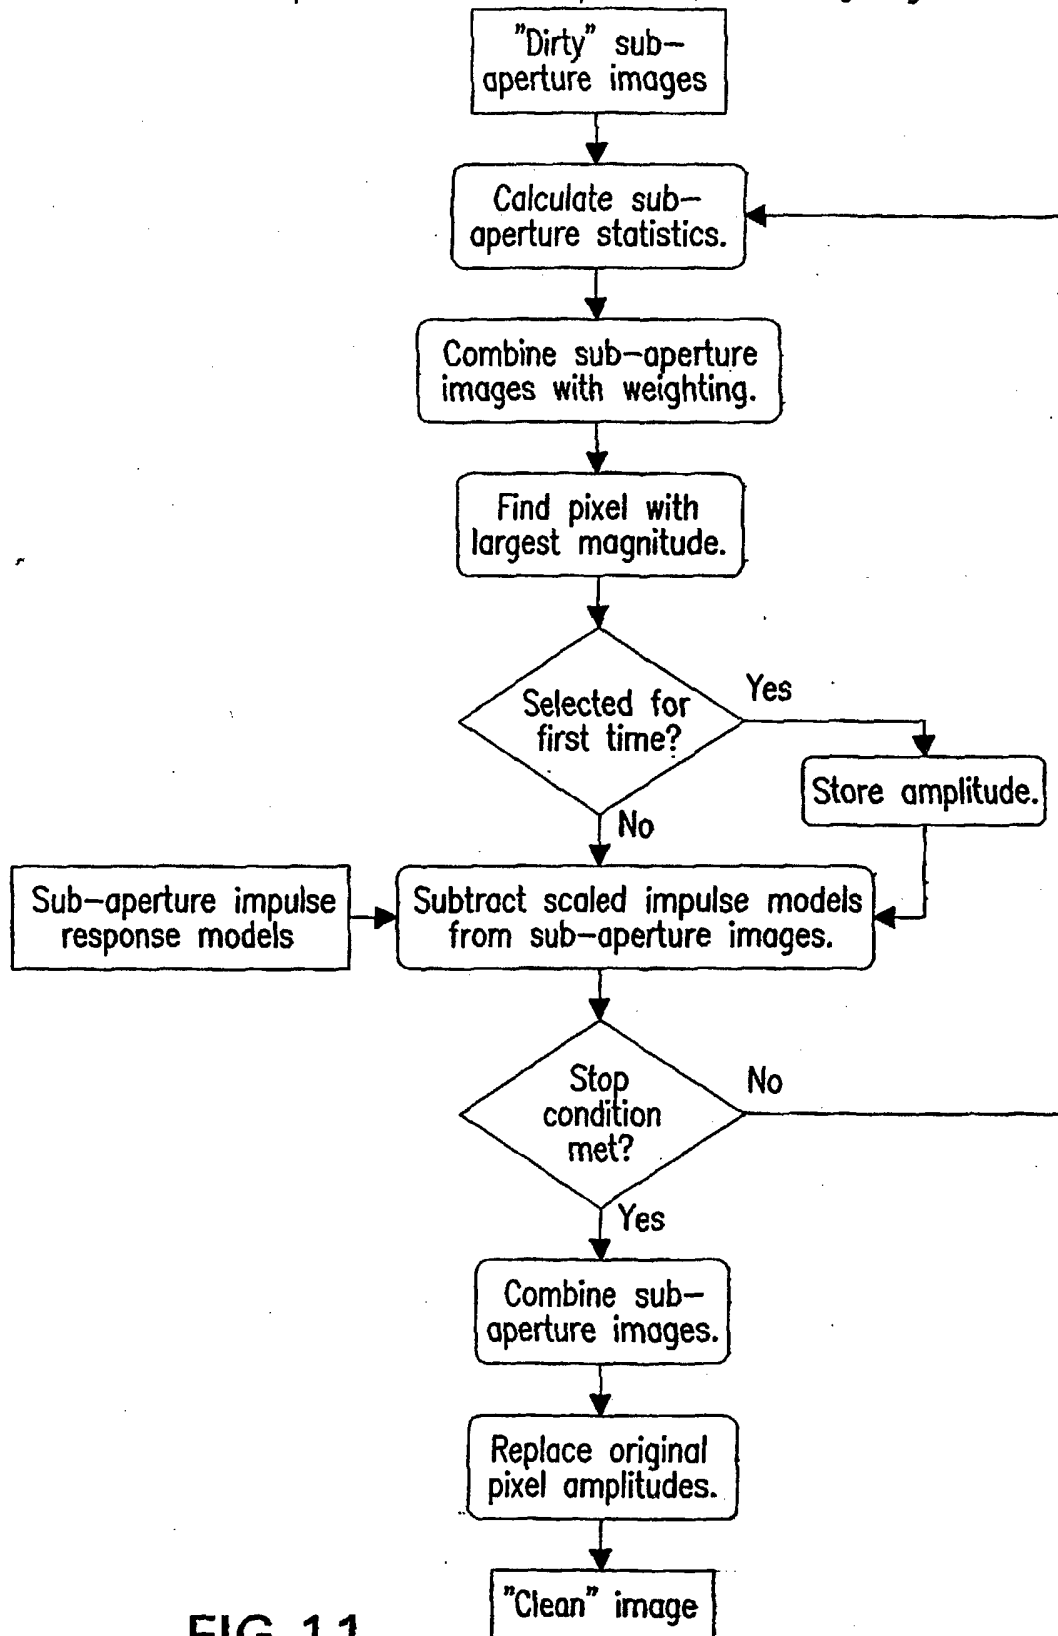 "Dirty" sub-
aperture images
Calculate sub-
aperture statistics.
Combine sub-aperture
images with weighting.
Find pixel with
largest magnitude.
Selected for
first time?
Yes
Store amplitude.
No
Sub-aperture impulse
response models
Subtract scaled impulse models
from sub-aperture images.
Stop
condition
met?
No
Yes
Combine sub-
aperture images.
Replace original
pixel amplitudes.
"Clean" image
FIG. 11